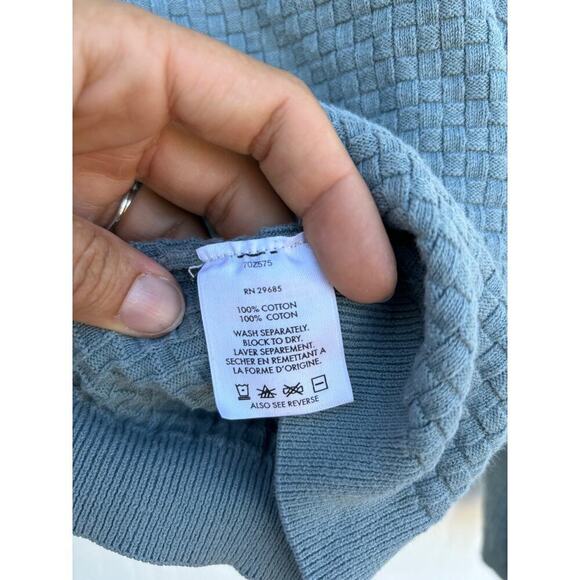 70Z575
RN 29685
100% COTTON
100% COTON
WASH SEPARATELY.
BLOCK TO DRY.
LAVER SEPAREMENT.
SECHER EN REMETTANT A
LA FORME D'ORIGINE.
ALSO SEE REVERSE